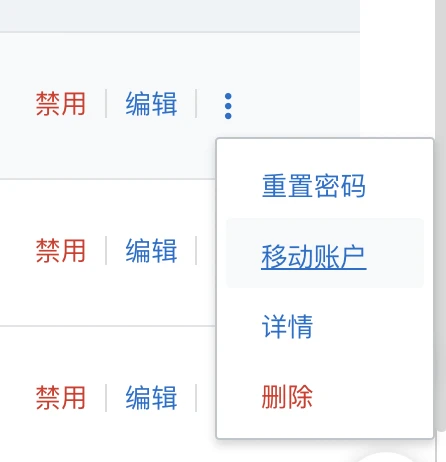 禁用 编辑
重置密码
禁用 编辑
移动账户
详情
禁用 编辑
删除